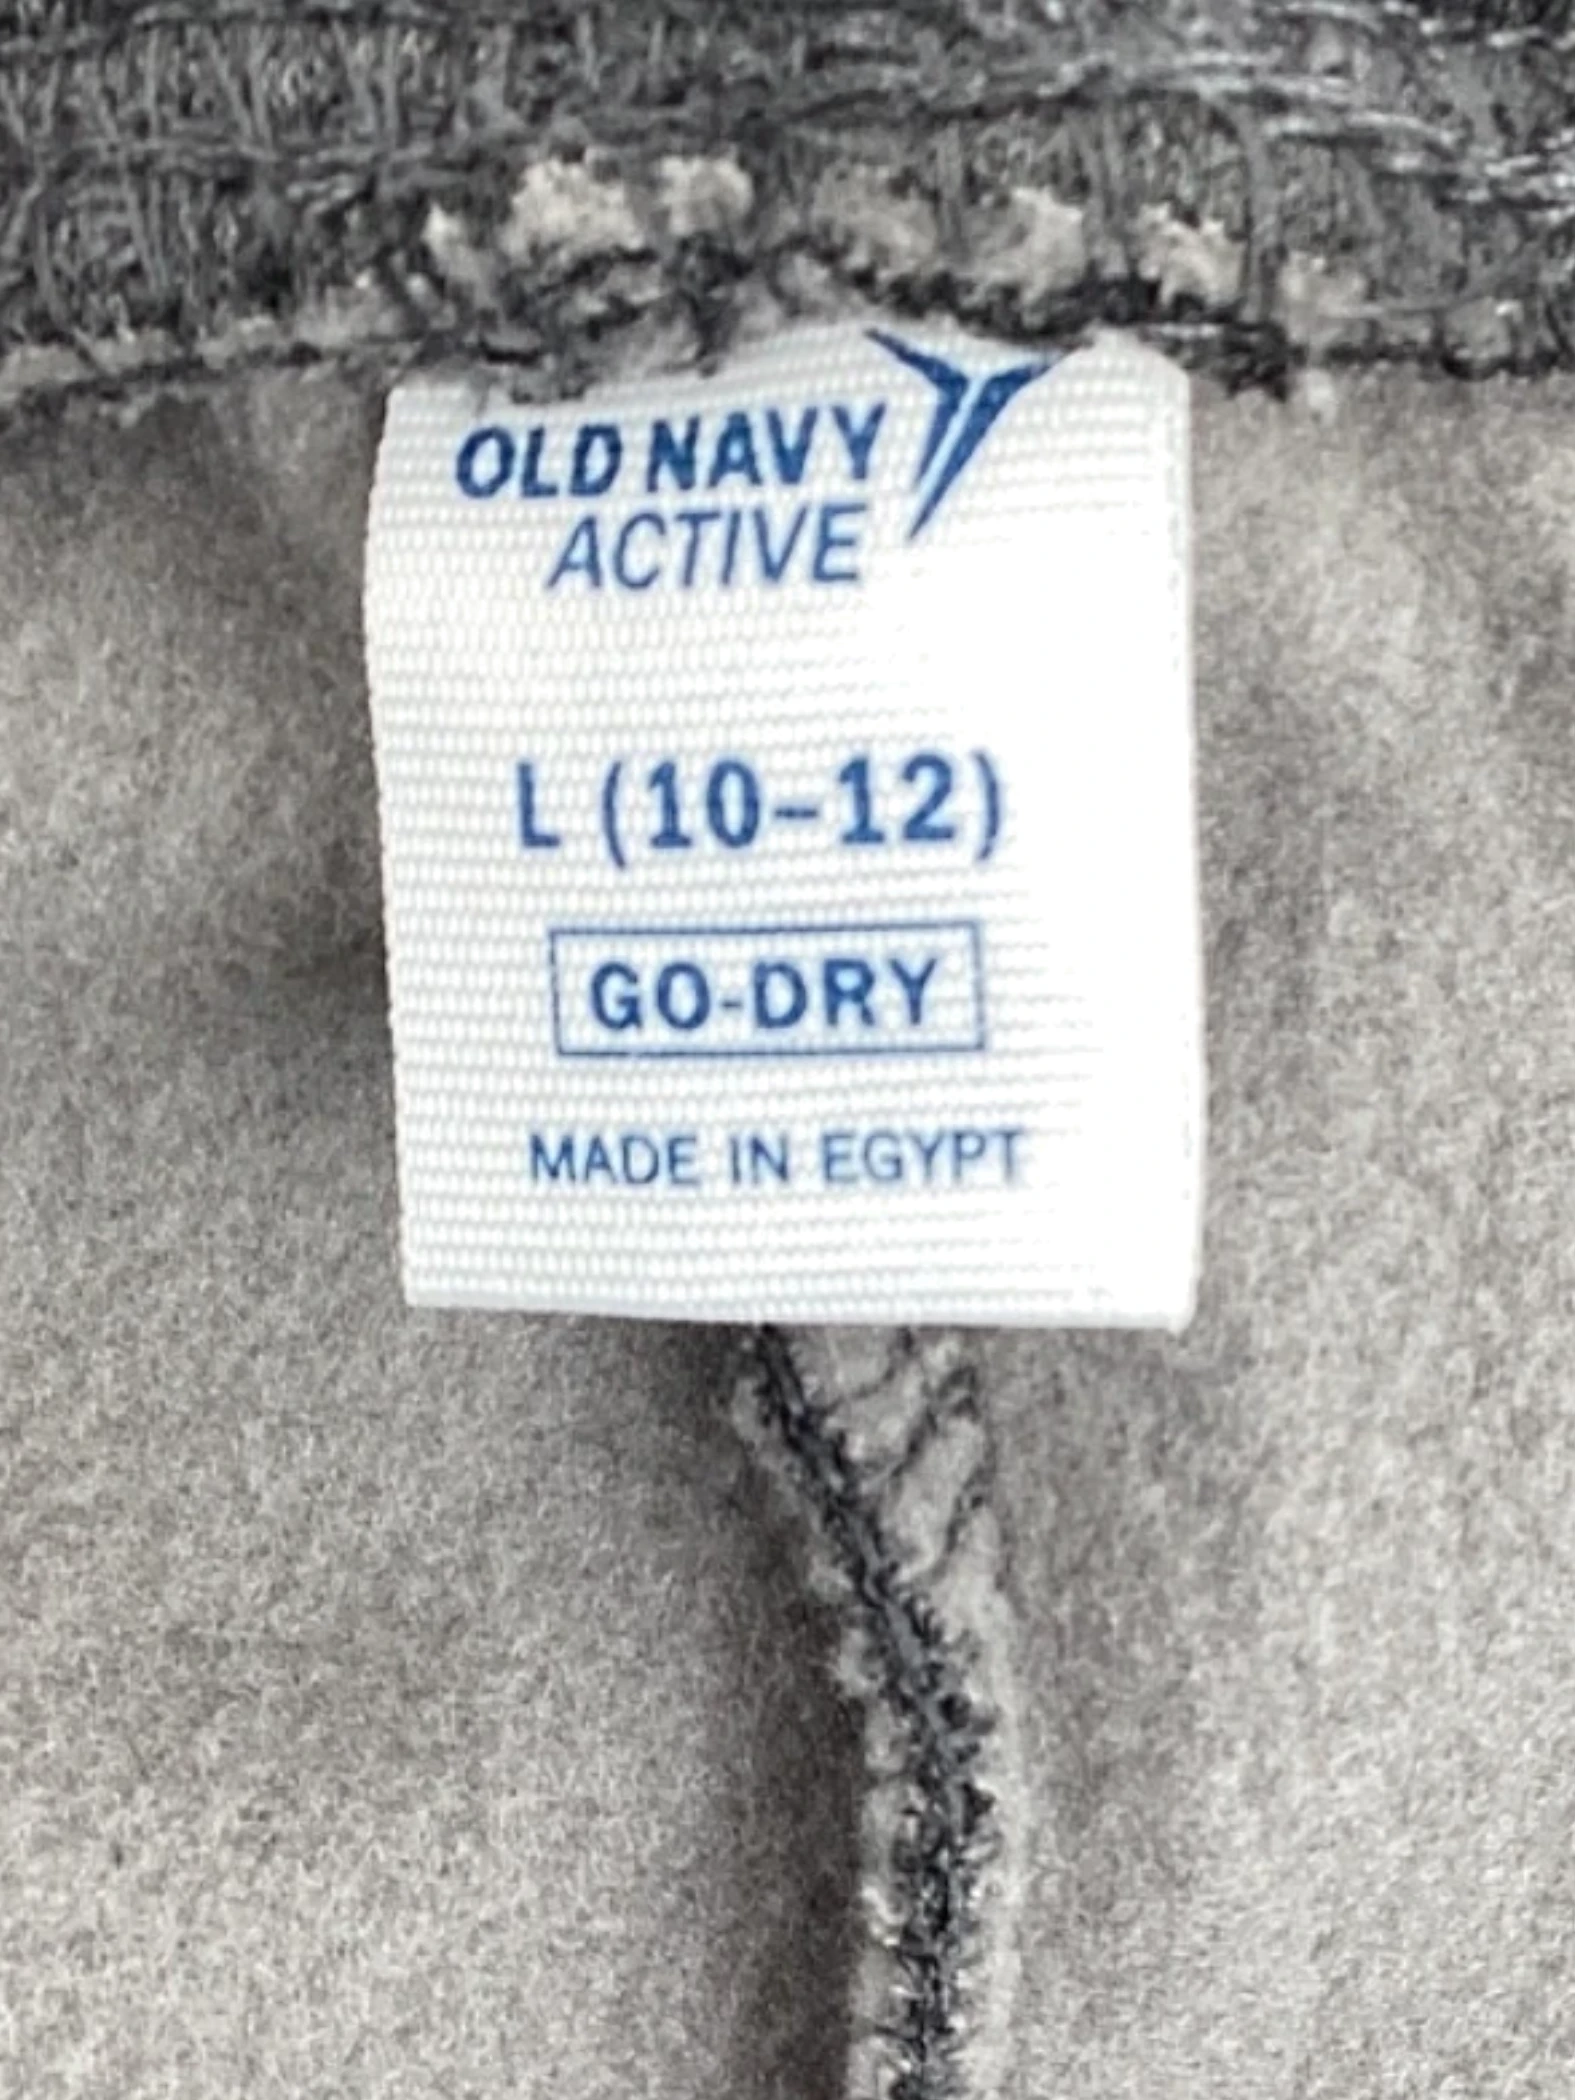 OLD NAVY
ACTIVE
L (10-12)
GO-DRY
MADE IN EGYPT